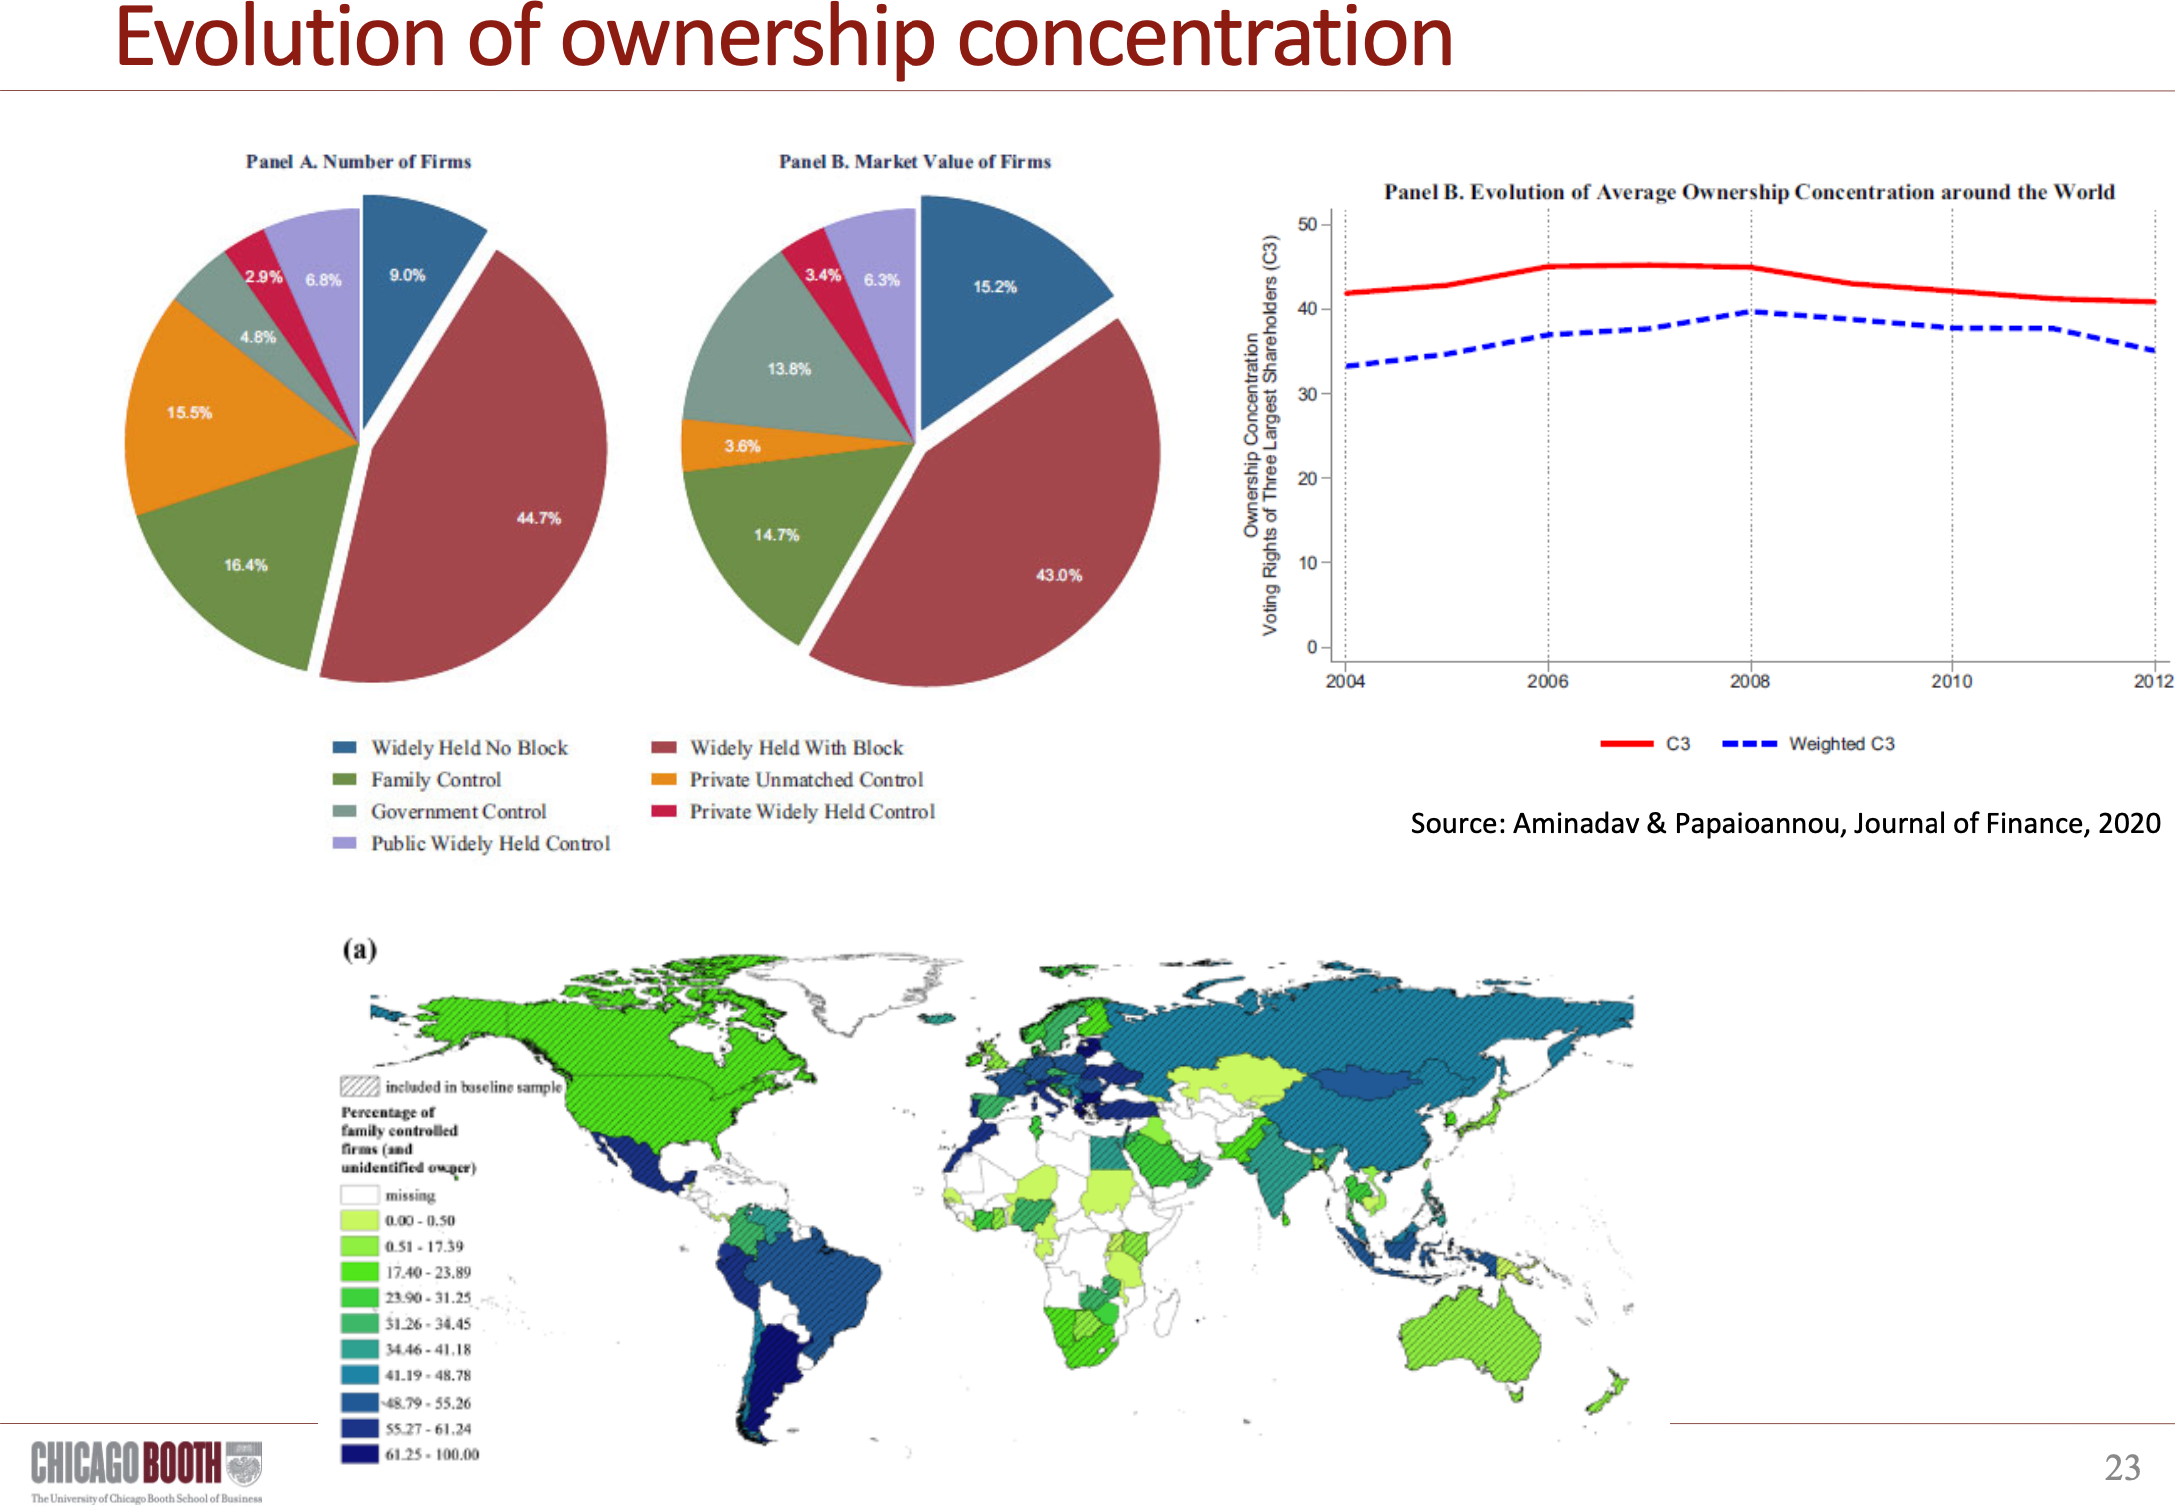 Evolution of ownership concentration
Panel A. Number of Firms
9.0%
44.7%
16.4%
15.5%
4.8%
2.9%
6.8%
Panel B. Market Value of Firms
15.2%
43.0%
14.7%
3.6%
13.8%
3.4%
6.3%
Widely Held No Block
Widely Held With Block
Family Control
Private Unmatched Control
Government Control
Private Widely Held Control
Public Widely Held Control
Panel B. Evolution of Average Ownership Concentration around the World
Ownership Concentration
Voting Rights of Three Largest Shareholders (C3)
50
40
30
20
10
0
2004
2006
2008
2010
2012
C3
Weighted C3
Source: Aminadav & Papaioannou, Journal of Finance, 2020
(a)
included in baseline sample
Percentage of
family controlled
firms (and
unidentified owner)
missing
0.00 - 0.50
0.51 - 17.39
17.40 - 23.89
23.90 - 31.25
31.26 - 34.45
34.46 - 41.18
41.19 - 48.78
48.79 - 55.26
55.27 - 61.24
61.25 - 100.00
CHICAGO BOOTH
The University of Chicago Booth School of Business
23